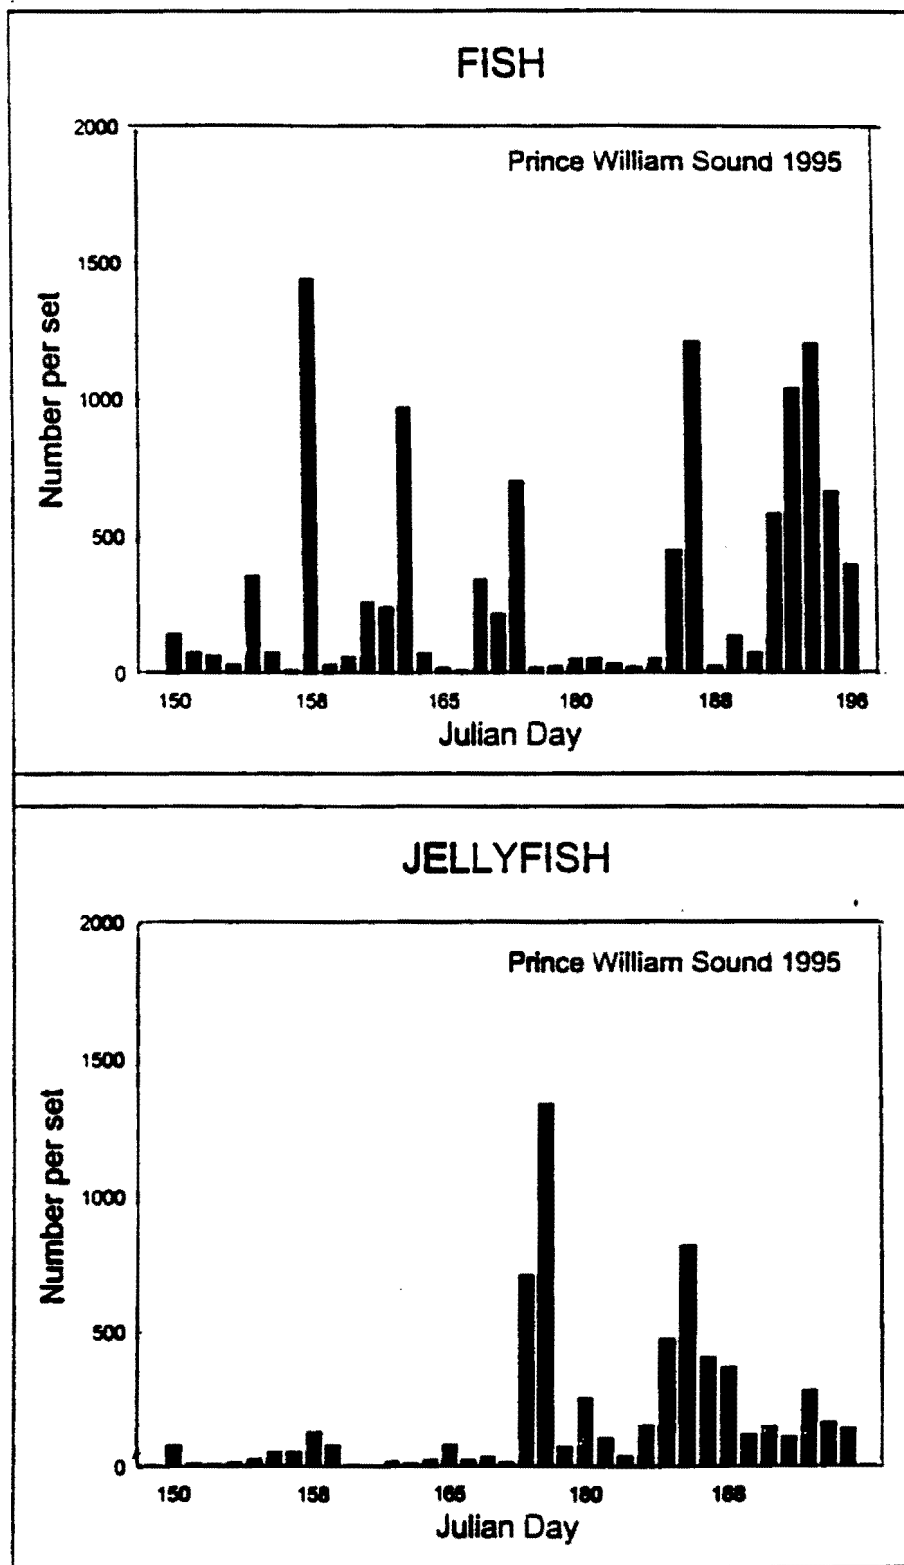 FISH
Prince William Sound 1995
2000
1500
1000
500
0
Number per set
150 158 165 180 188 196
Julian Day
JELLYFISH
Prince William Sound 1995
2000
1500
1000
500
0
Number per set
150 158 165 180 188
Julian Day